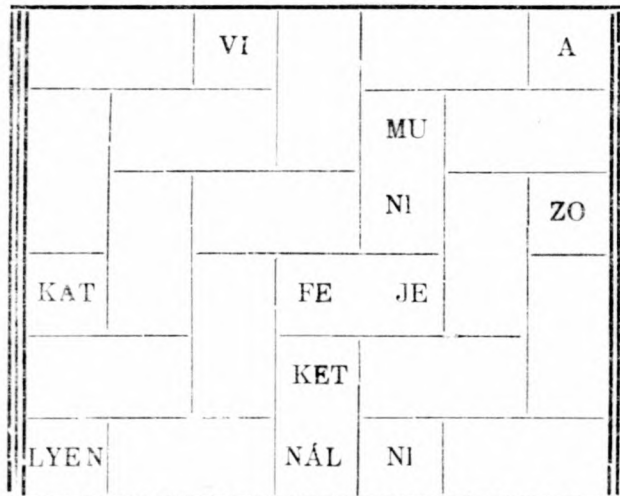 VI A
MU
NI ZO
KAT FE JE
KET
LYEN NÁL NI